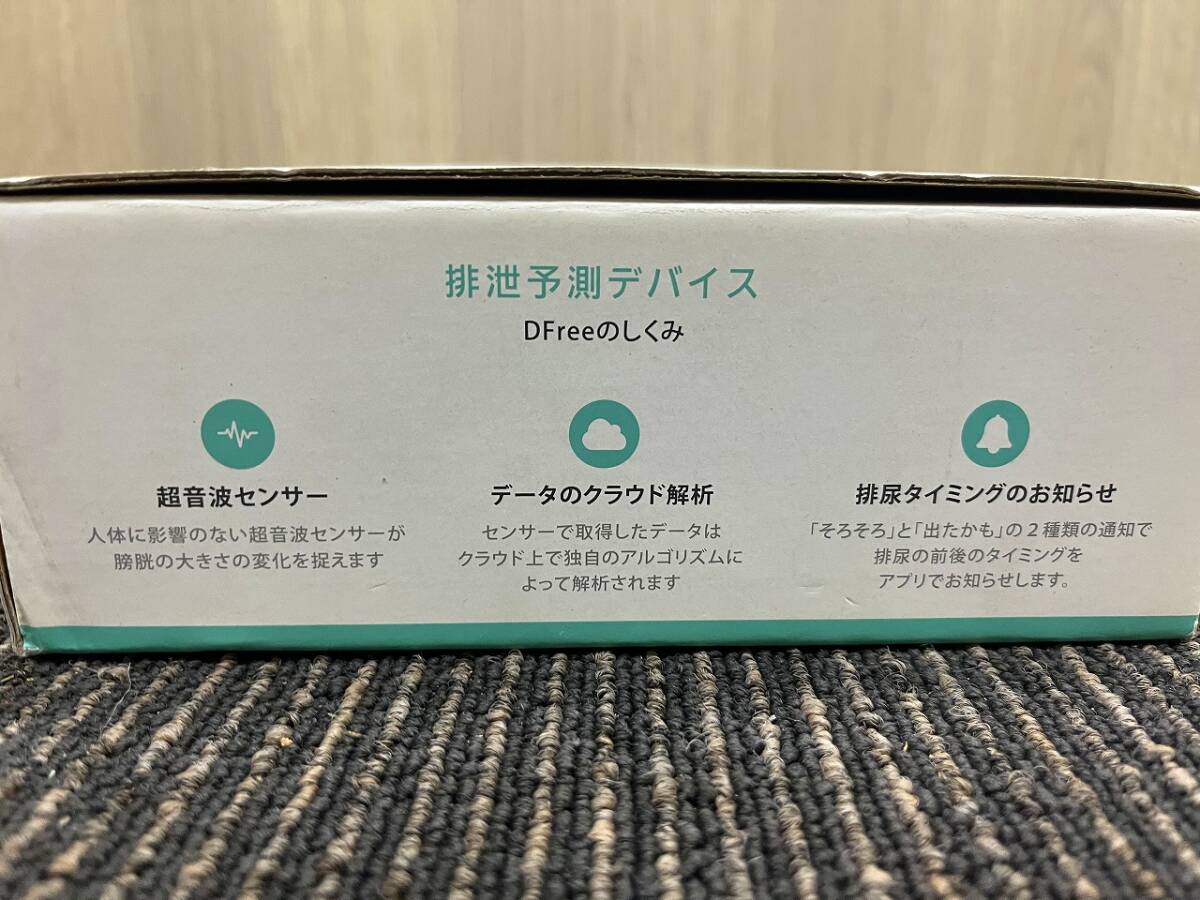 排泄予測デバイス
DFreeのしくみ
超音波センサー
人体に影響のない超音波センサーが
膀胱の大きさの変化を捉えます
データのクラウド解析
センサーで取得したデータは
クラウド上で独自のアルゴリズムに
よって解析されます
排尿タイミングのお知らせ
「そろそろ」と「出たかも」の2種類の通知で
排尿の前後のタイミングを
アプリでお知らせします。